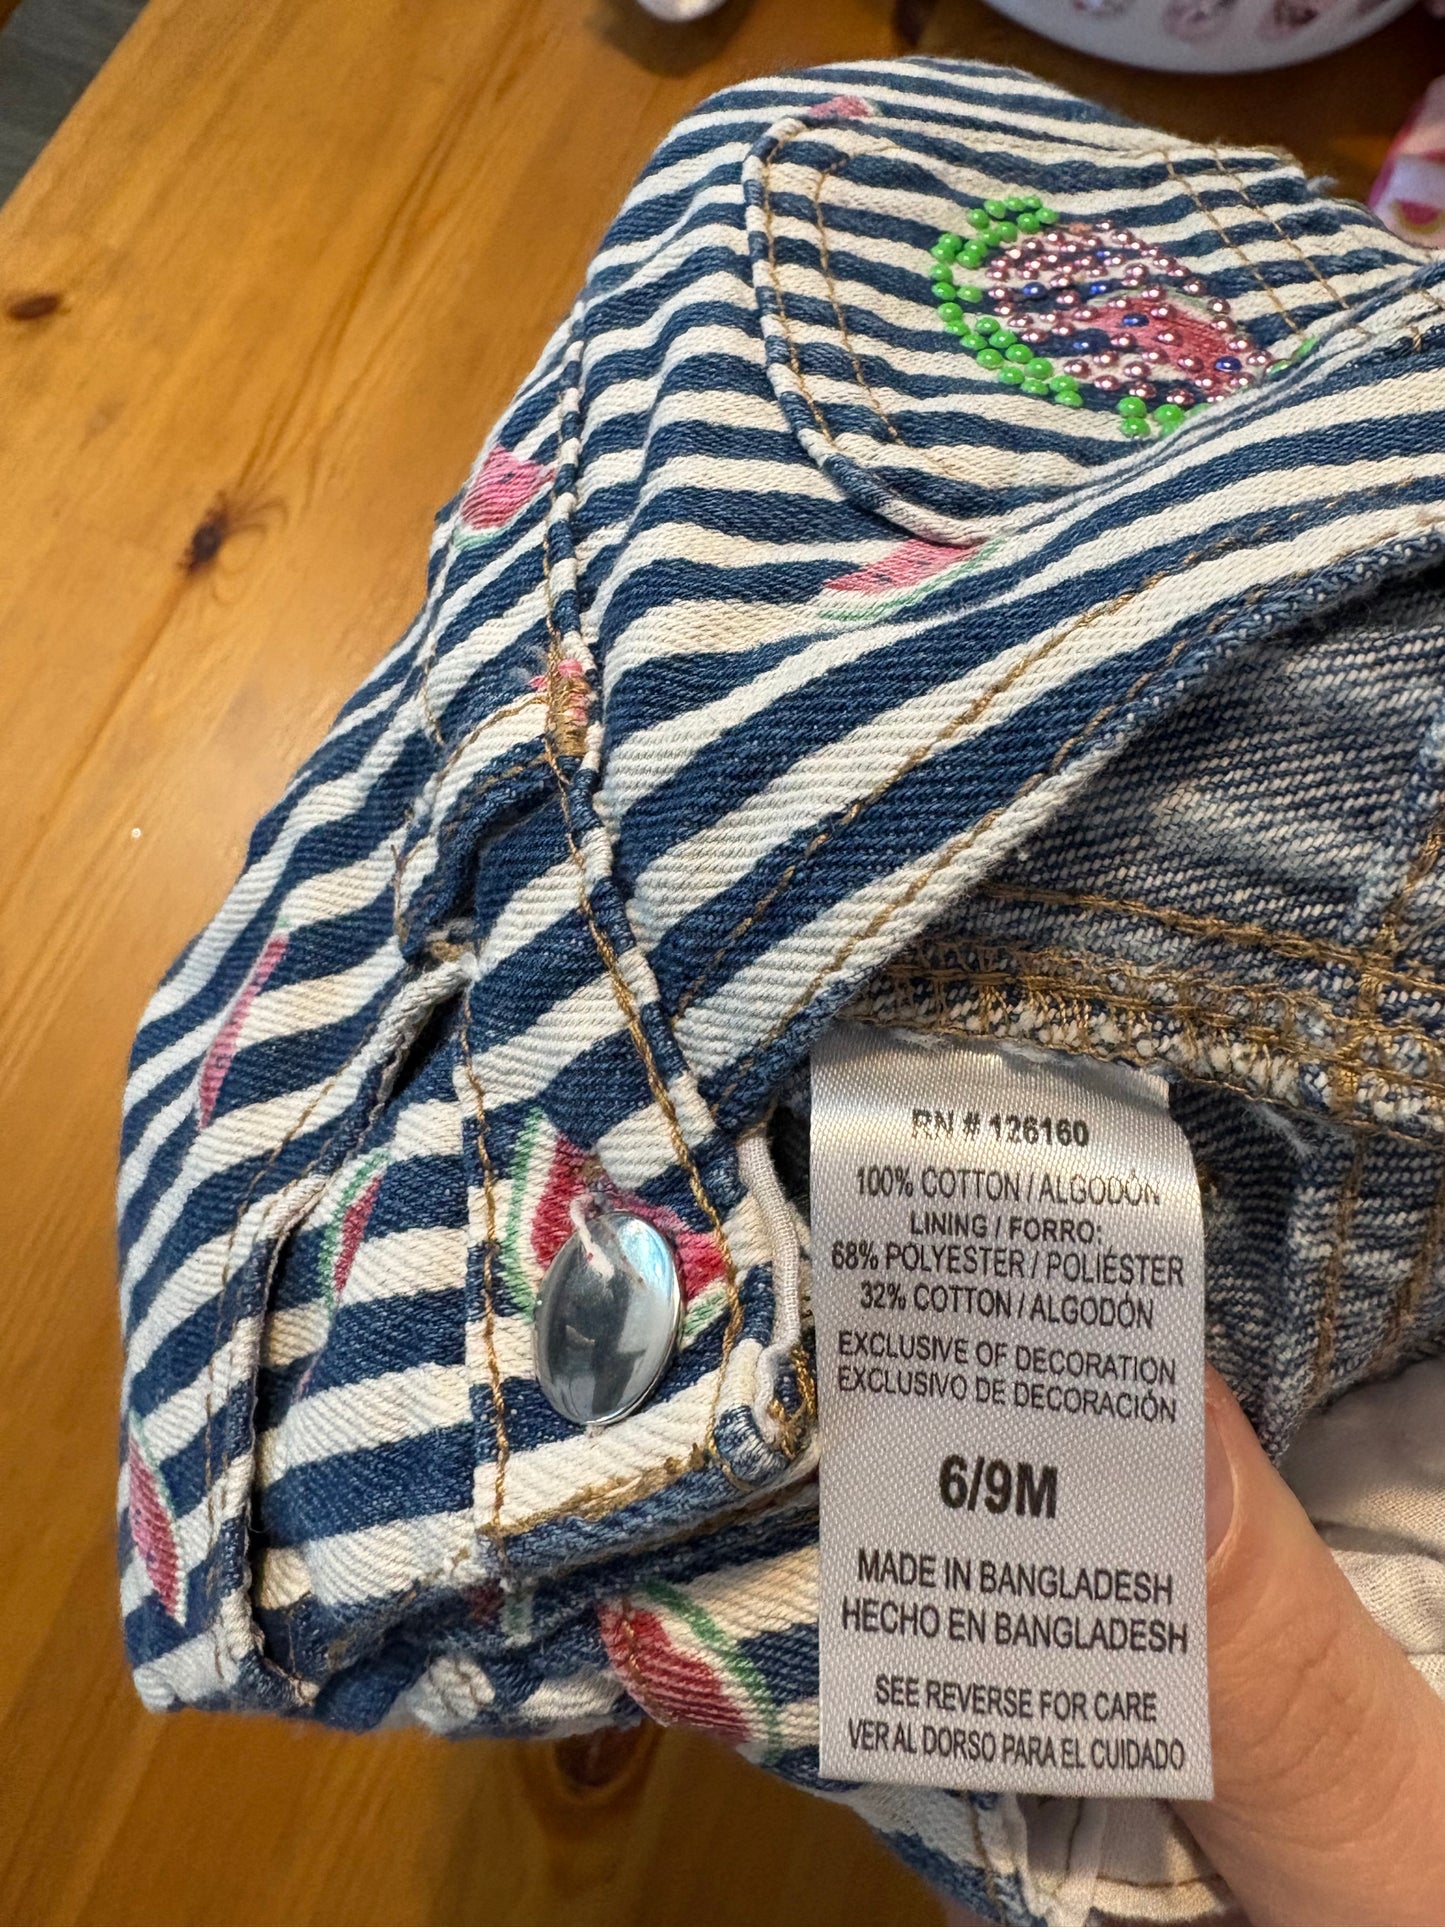 RN # 126160
100% COTTON / ALGODÓN
LINING / FORRO:
68% POLYESTER / POLIÉSTER
32% COTTON / ALGODÓN
EXCLUSIVE OF DECORATION
EXCLUSIVO DE DECORACIÓN
6/9M
MADE IN BANGLADESH
HECHO EN BANGLADESH
SEE REVERSE FOR CARE
VER AL DORSO PARA EL CUIDADO